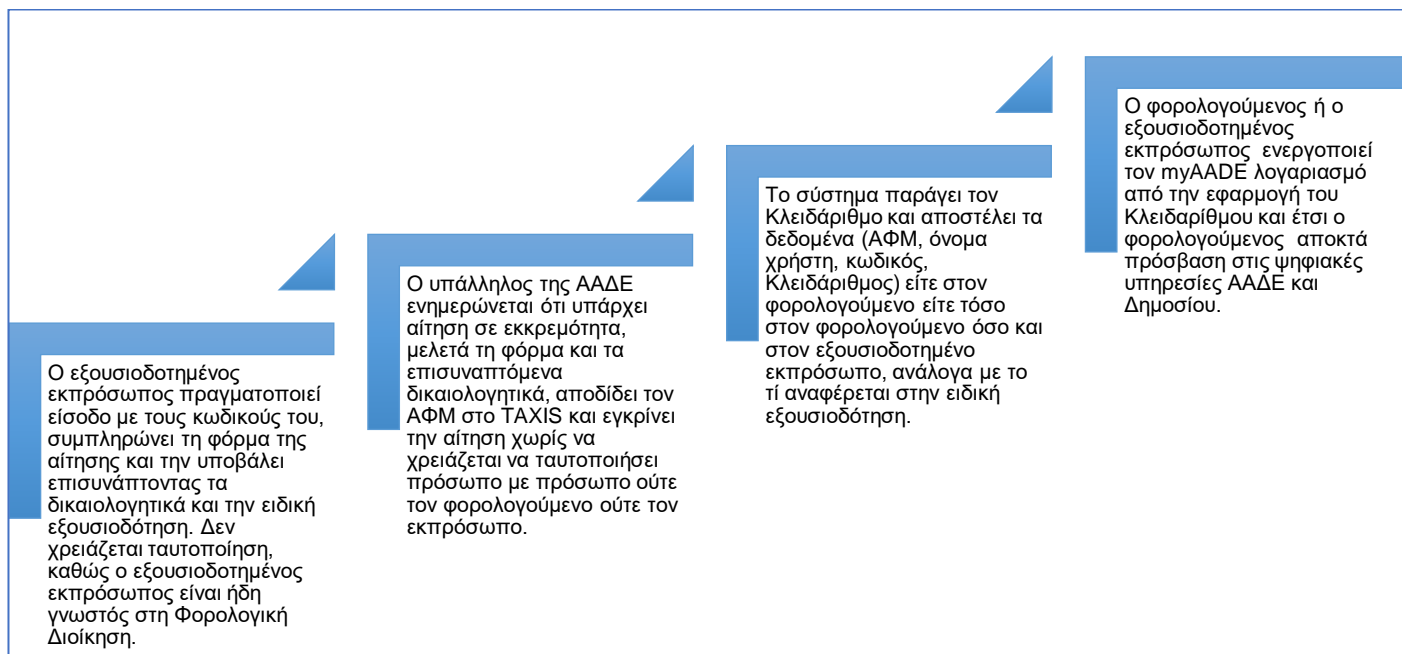 Ο εξουσιοδοτημένος
εκπρόσωπος πραγματοποιεί
είσοδο με τους κωδικούς του,
συμπληρώνει τη φόρμα της
αίτησης και την υποβάλει
επισυνάπτοντας τα
δικαιολογητικά και την ειδική
εξουσιοδότηση. Δεν
χρειάζεται ταυτοποίηση,
καθώς ο εξουσιοδοτημένος
εκπρόσωπος είναι ήδη
γνωστός στη Φορολογική
Διοίκηση.
Ο υπάλληλος της ΑΑΔΕ
ενημερώνεται ότι υπάρχει
αίτηση σε εκκρεμότητα,
μελετά τη φόρμα και τα
επισυναπτόμενα
δικαιολογητικά, αποδίδει τον
ΑΦΜ στο TAXIS και εγκρίνει
την αίτηση χωρίς να
χρειάζεται να ταυτοποιήσει
πρόσωπο με πρόσωπο ούτε
τον φορολογούμενο ούτε τον
εκπρόσωπο.
Το σύστημα παράγει τον
Κλειδάριθμο και αποστέλει τα
δεδομένα (ΑΦΜ, όνομα
χρήστη, κωδικός,
Κλειδάριθμος) είτε στον
φορολογούμενο είτε τόσο
στον φορολογούμενο όσο και
στον εξουσιοδοτημένο
εκπρόσωπο, ανάλογα με το
τί αναφέρεται στην ειδική
εξουσιοδότηση.
Ο φορολογούμενος ή ο
εξουσιοδοτημένος
εκπρόσωπος ενεργοποιεί
τον myAADE λογαριασμό
από την εφαρμογή του
Κλειδαρίθμου και έτσι ο
φορολογούμενος αποκτά
πρόσβαση στις ψηφιακές
υπηρεσίες ΑΑΔΕ και
Δημοσίου.